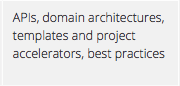 APIs, domain architectures,
templates and project
accelerators, best practices